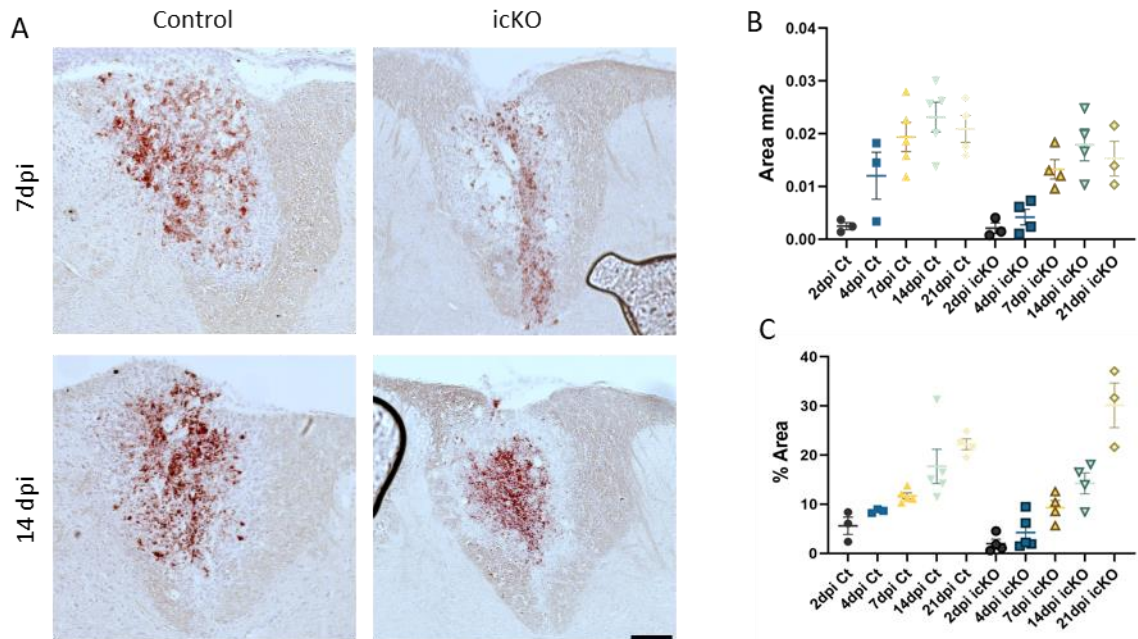 A
Control
icKO
7dpi
14 dpi
B
Area mm2
0.04
0.03
0.02
0.01
0.00
2dpi Ct
4dpi Ct
7dpi Ct
14dpi Ct
21dpi Ct
2dpi icKO
4dpi icKO
7dpi icKO
14dpi icKO
21dpi icKO
C
% Area
40
30
20
10
0
2dpi Ct
4dpi Ct
7dpi Ct
14dpi Ct
21dpi Ct
2dpi icKO
4dpi icKO
7dpi icKO
14dpi icKO
21dpi icKO